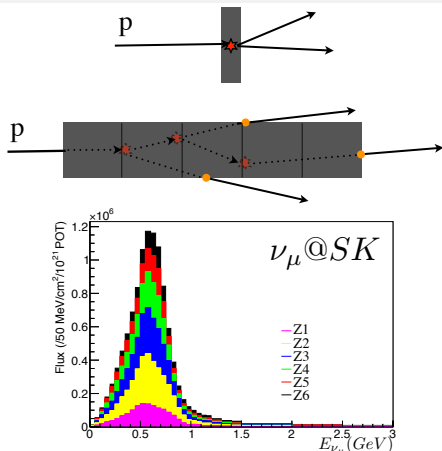 p
p
×10⁶
Flux (/50 MeV/cm²/10²¹ POT)
1.2
1
0.8
0.6
0.4
0.2
0
ν_μ@SK
Z1
Z2
Z3
Z4
Z5
Z6
0 0.5 1 1.5 2 2.5 3
E_{ν_μ}(GeV)